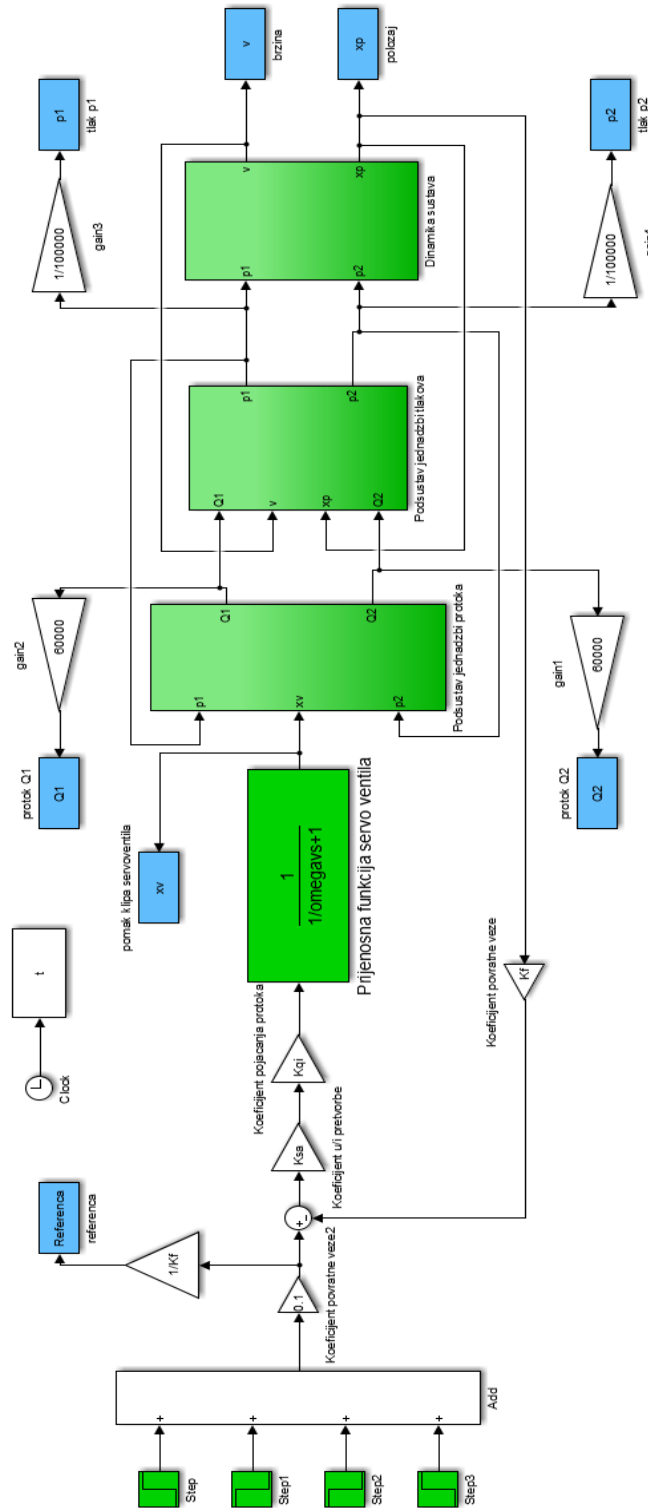 Step
Step1
Step2
Step3
+
+
+
+
Add
0.1
Koeficijent povratne veze2
1/Kf
Referenca
referenca
+
-
Ksa
Koeficijent u/i pretvorbe
Kqi
Koeficijent pojacanja protoka
Clock
t
1
1/omegavs+1
Prijenosna funkcija servo ventila
xv
pomak klipa servoventila
p1
xv
p2
Q1
Q2
Podsustav jednadzbi protoka
60000
gain2
Q1
protok Q1
60000
gain1
Q2
protok Q2
Q1
v
xp
Q2
p1
p2
Podsustav jednadzbi tlakova
p1
p2
v
xp
Dinamika sustava
1/100000
gain3
p1
tlak p1
1/100000
p2
tlak p2
v
brzina
xp
polozaj
Kf
Koeficijent povratne veze